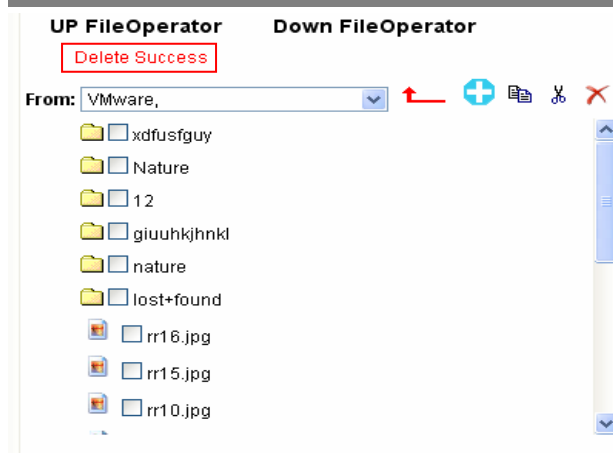 UP FileOperator Down FileOperator
Delete Success
From: VMware,
xdfusfguy
Nature
12
giuuhkjhnkl
nature
lost+found
rr16.jpg
rr15.jpg
rr10.jpg